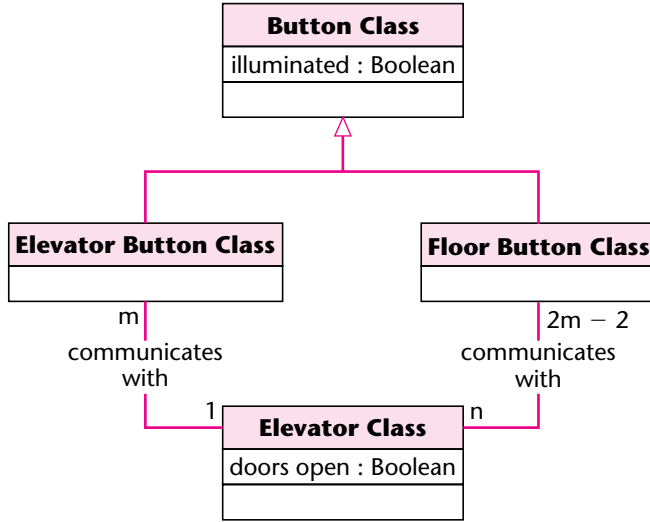 Button Class
illuminated : Boolean
Elevator Button Class
Floor Button Class
m
2m − 2
communicates
with
communicates
with
1
n
Elevator Class
doors open : Boolean